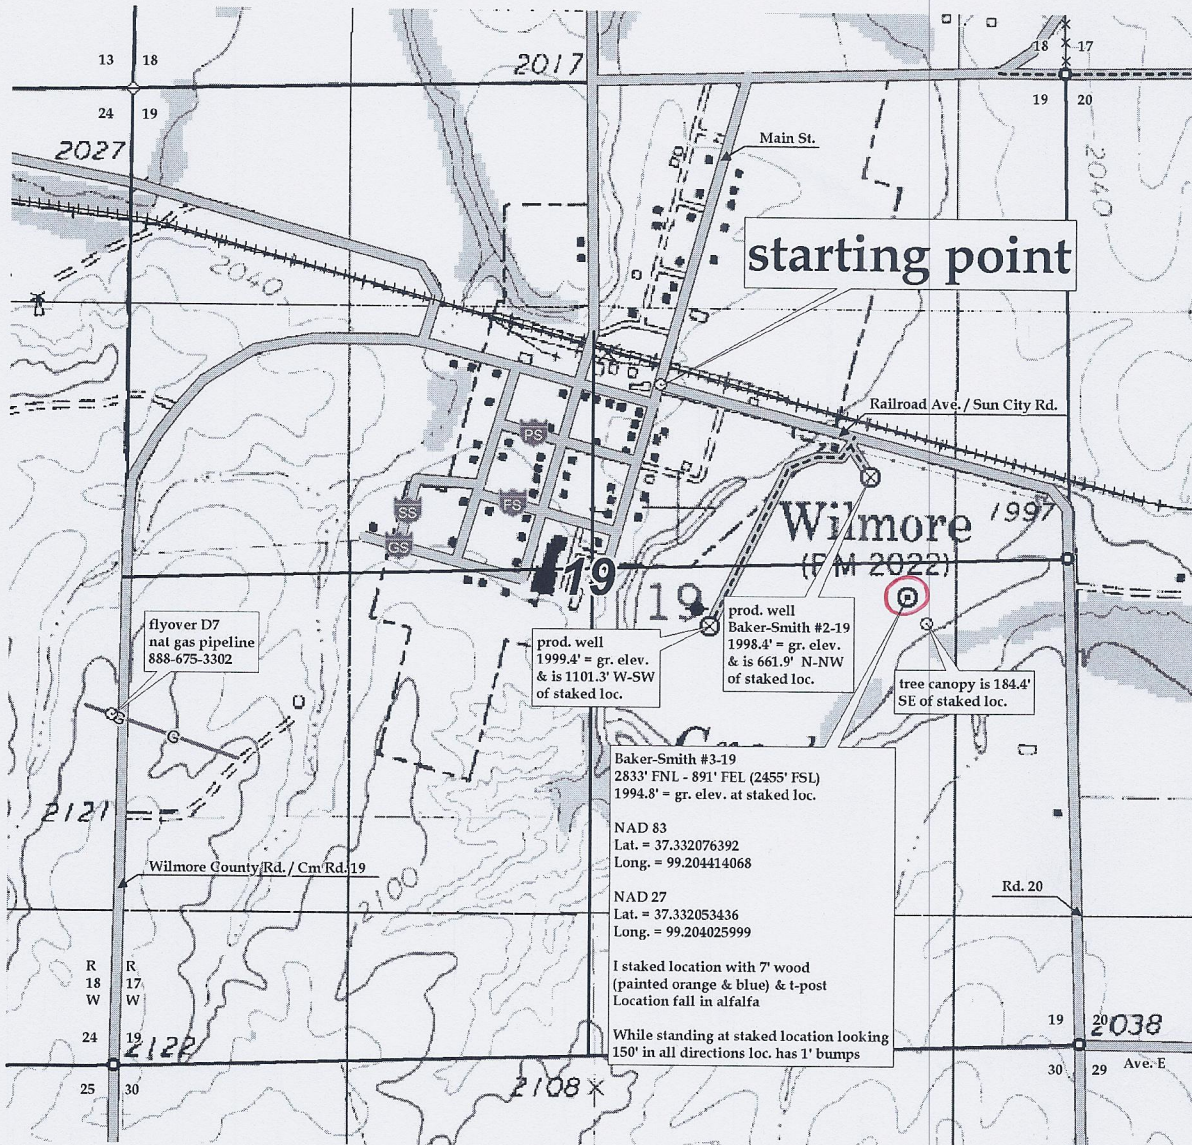 13 18
2017
18 17
24 19
19 20
2027
Main St.
2040
starting point
2040
Railroad Ave./ Sun City Rd.
PS
SS
FS
GS
Wilmore
1997
(BM 2022)
19
19
flyover D7
nat gas pipeline
888-675-3302
prod. well
1999.4' = gr. elev.
& is 1101.3' W-SW
of staked loc.
prod. well
Baker-Smith #2-19
1998.4' = gr. elev.
& is 661.9' N-NW
of staked loc.
tree canopy is 184.4'
SE of staked loc.
Baker-Smith #3-19
2833' FNL - 891' FEL (2455' FSL)
1994.8' = gr. elev. at staked loc.
NAD 83
Lat. = 37.332076392
Long. = 99.204414068
NAD 27
Lat. = 37.332053436
Long. = 99.204025999
I staked location with 7' wood
(painted orange & blue) & t-post
Location fall in alfalfa
While standing at staked location looking
150' in all directions loc. has 1' bumps
2121
Wilmore County Rd. / Cm Rd. 19
2100
Rd. 20
R R
18 17
W W
24 19
2122
25 30
2108
19 20
2038
30 29
Ave. E